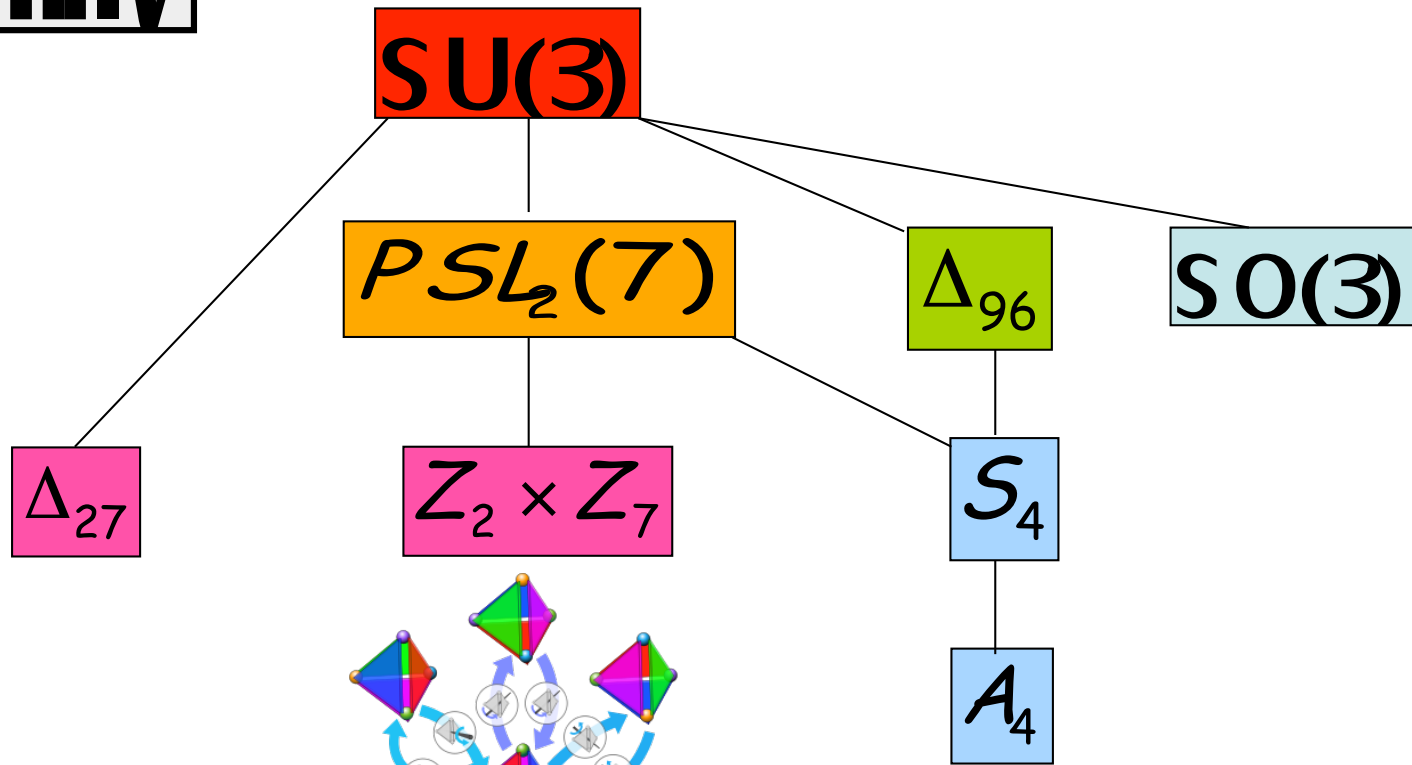 SU(3)
PSL₂(7)
Δ₉₆
SO(3)
Δ₂₇
Z₂ × Z₇
S₄
A₄